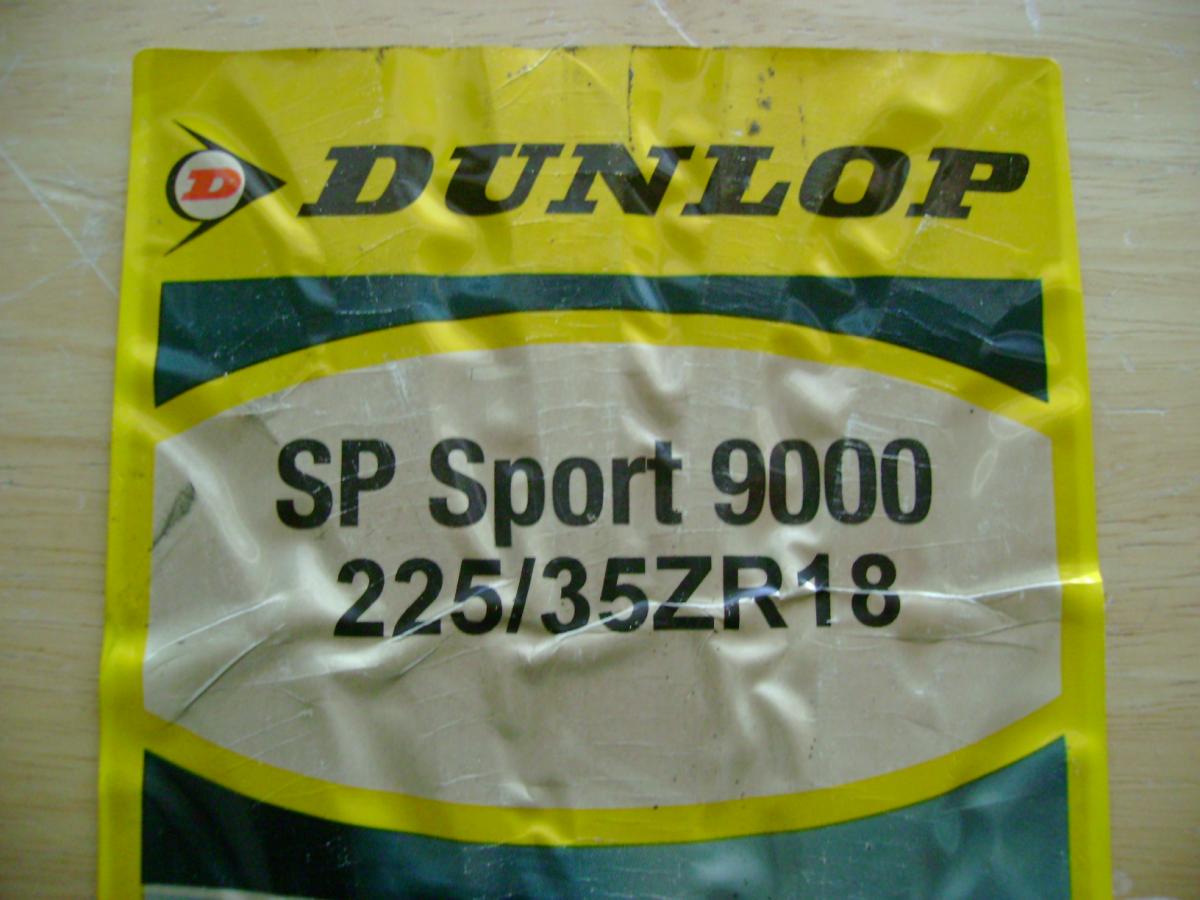 D DUNLOP
SP Sport 9000
225/35ZR18